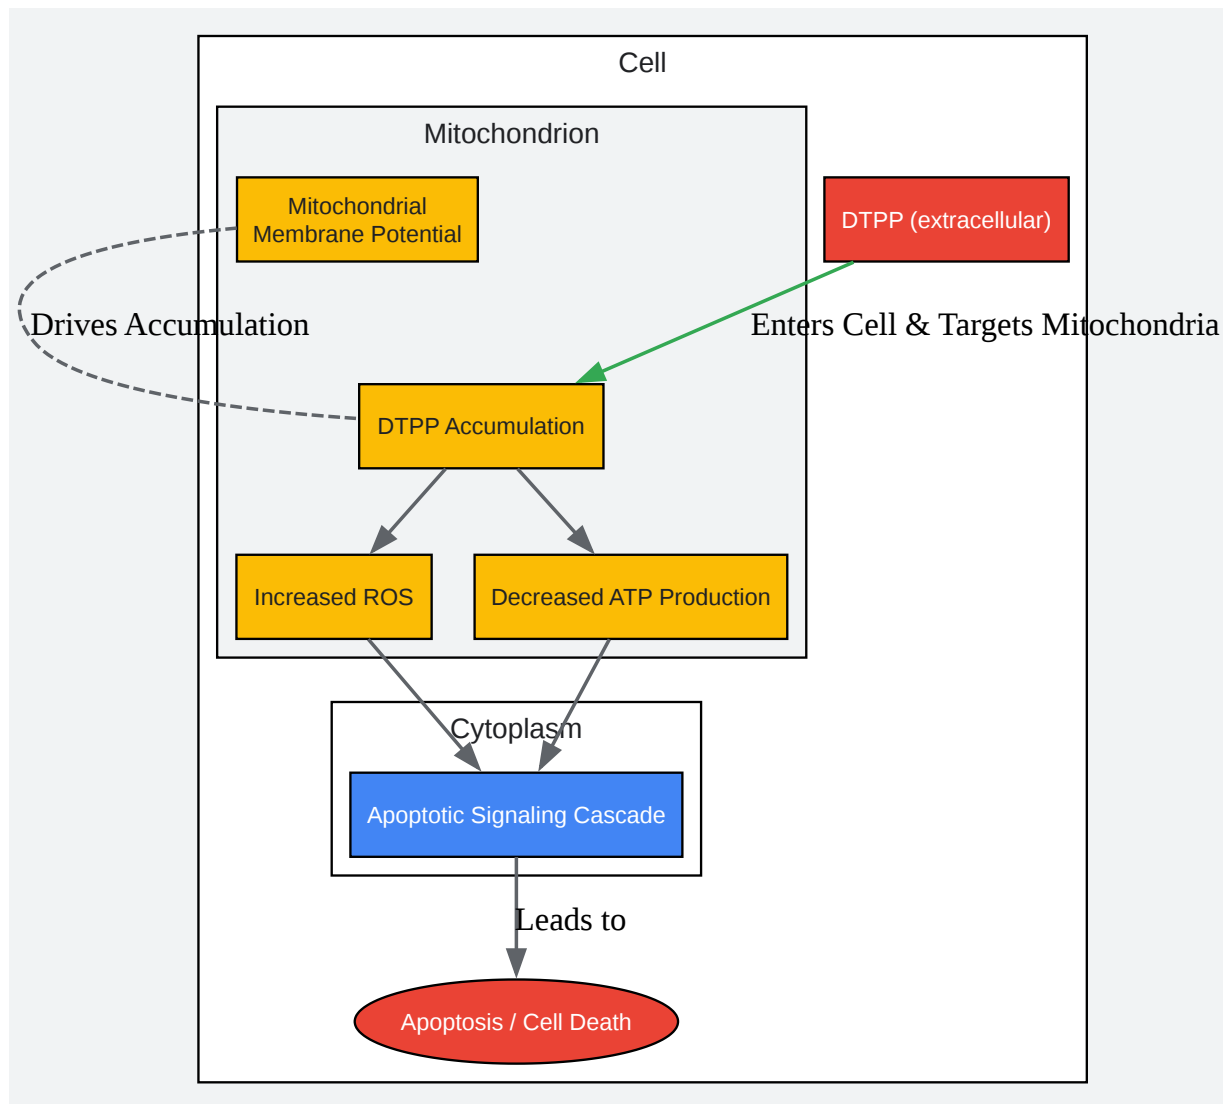 Cell
Mitochondrion
Mitochondrial
Membrane Potential
DTPP (extracellular)
Drives Accumulation
Enters Cell & Targets Mitochondria
DTPP Accumulation
Increased ROS
Decreased ATP Production
Cytoplasm
Apoptotic Signaling Cascade
Leads to
Apoptosis / Cell Death